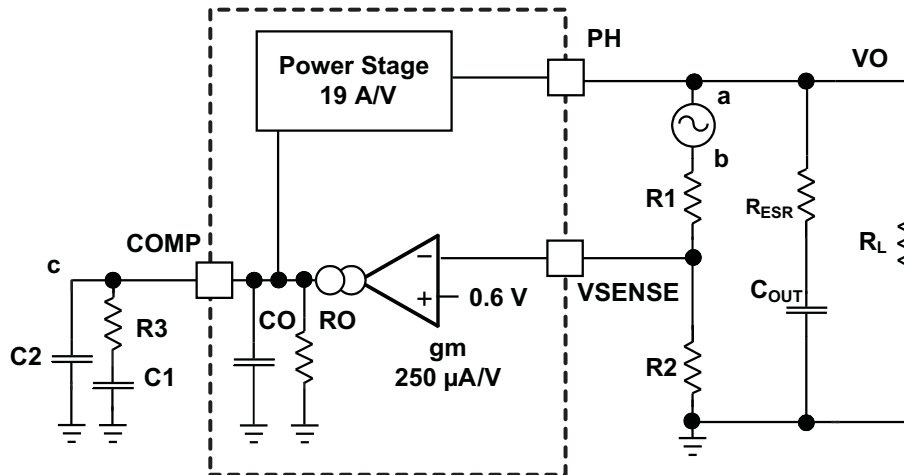 PH
VO
Power Stage
19 A/V
a
b
R1
RESR
RL
COMP
c
VSENSE
−
+
0.6 V
COUT
CO
RO
R3
C2
C1
gm
250 µA/V
R2